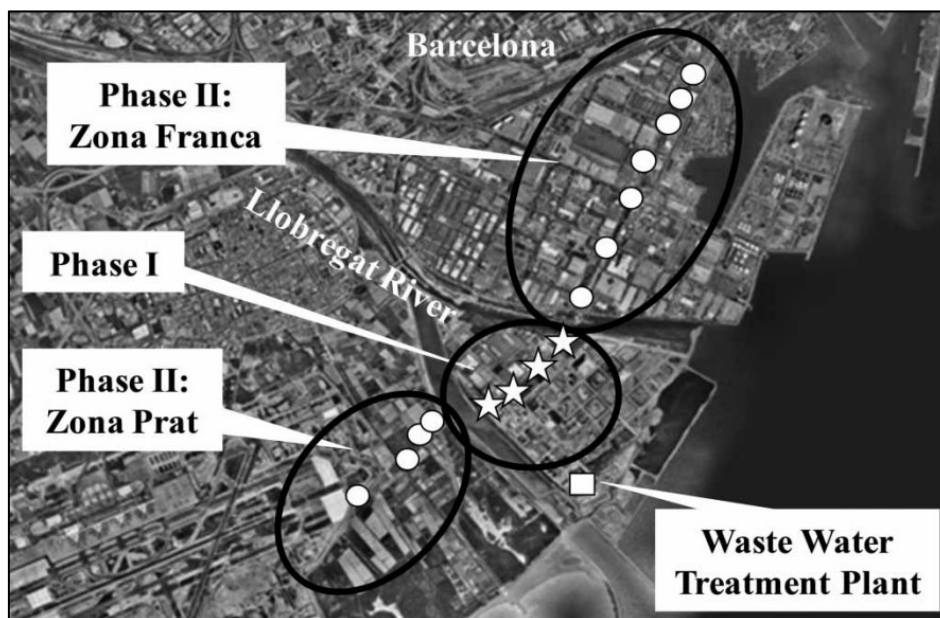 Barcelona
Phase II:
Zona Franca
Llobregat River
Phase I
Phase II:
Zona Prat
Waste Water
Treatment Plant